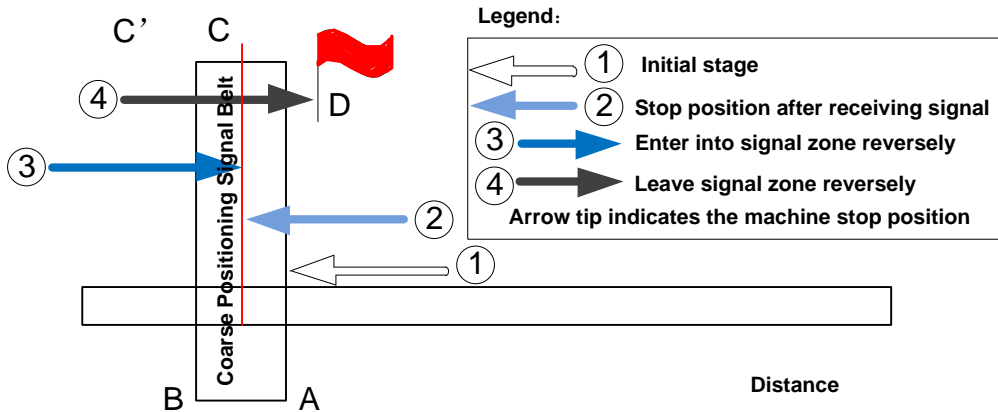 Legend：
C’
C
① Initial stage
④
D
② Stop position after receiving signal
③
③ Enter into signal zone reversely
④ Leave signal zone reversely
②
Arrow tip indicates the machine stop position
①
Coarse Positioning Signal Belt
B
A
Distance